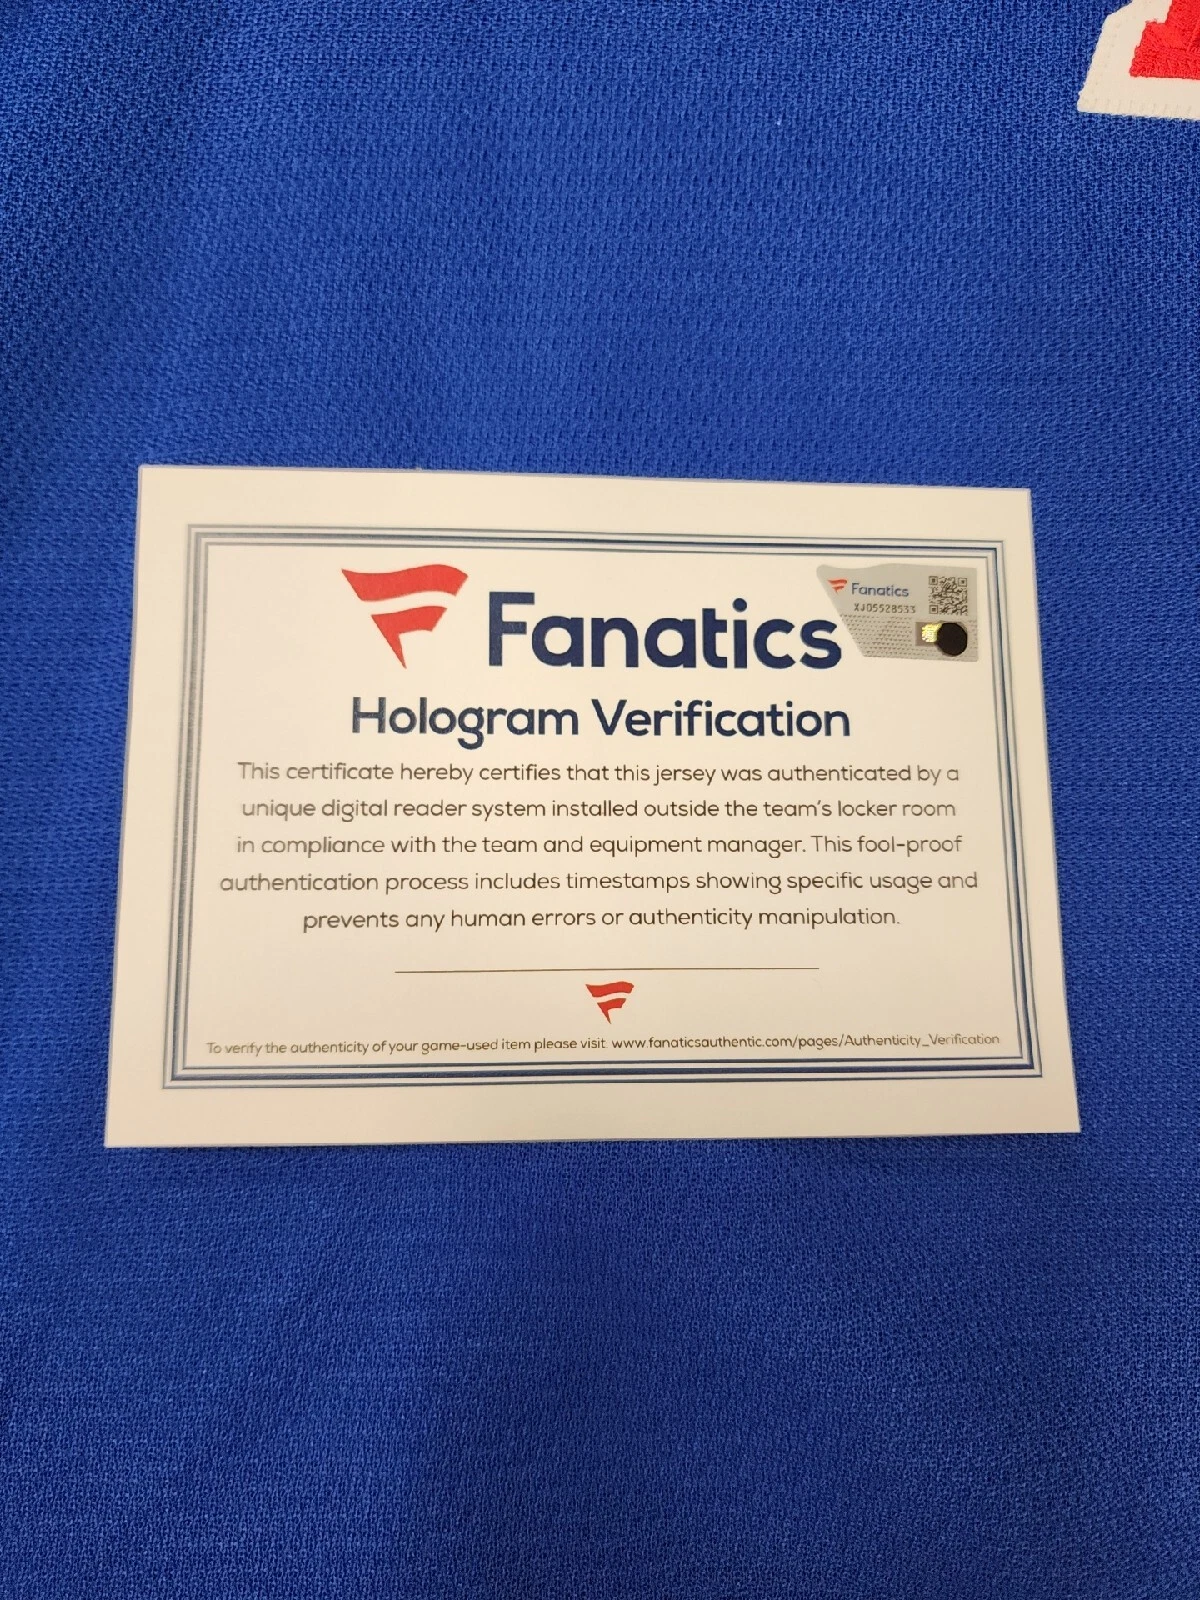 Fanatics
XJ05528533
Fanatics
Hologram Verification
This certificate hereby certifies that this jersey was authenticated by a
unique digital reader system installed outside the team's locker room
in compliance with the team and equipment manager. This fool-proof
authentication process includes timestamps showing specific usage and
prevents any human errors or authenticity manipulation.
To verify the authenticity of your game-used item please visit www.fanaticsauthentic.com/pages/Authenticity_Verification